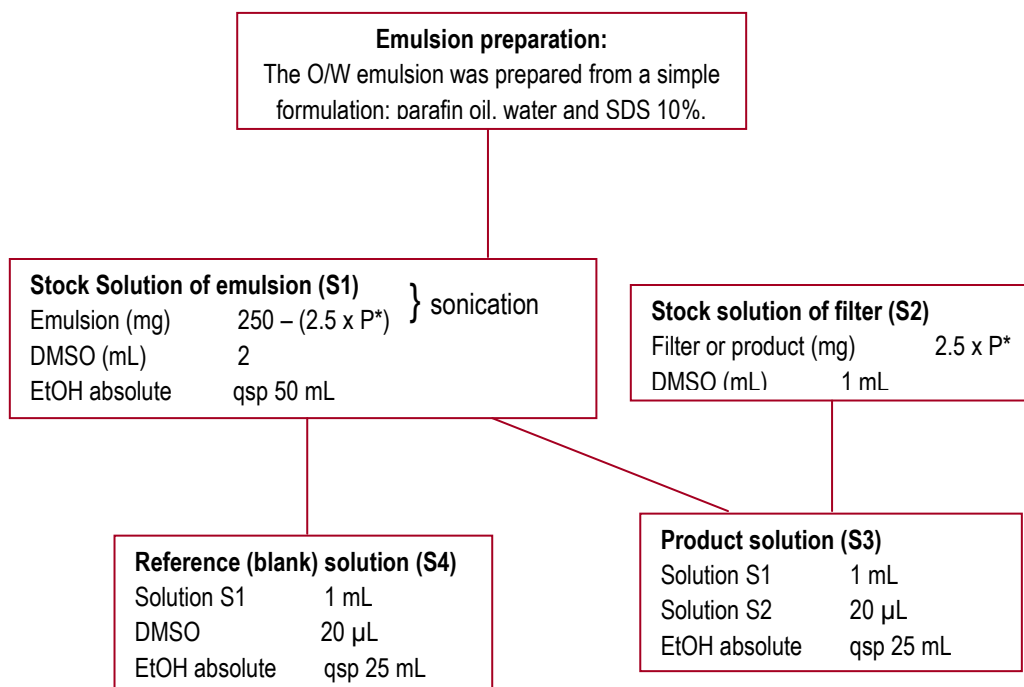 Emulsion preparation:
The O/W emulsion was prepared from a simple
formulation: parafin oil, water and SDS 10%.
Stock Solution of emulsion (S1)
Emulsion (mg) 250 – (2.5 x P*) } sonication
DMSO (mL) 2
EtOH absolute qsp 50 mL
Stock solution of filter (S2)
Filter or product (mg) 2.5 x P*
DMSO (mL) 1 mL
Reference (blank) solution (S4)
Solution S1 1 mL
DMSO 20 µL
EtOH absolute qsp 25 mL
Product solution (S3)
Solution S1 1 mL
Solution S2 20 µL
EtOH absolute qsp 25 mL